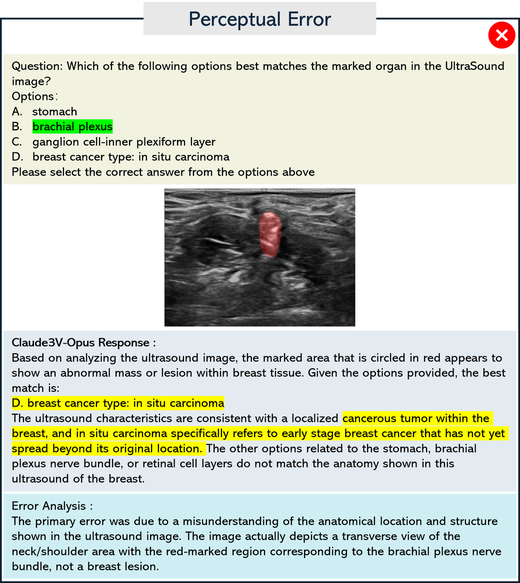 Perceptual Error
Question: Which of the following options best matches the marked organ in the UltraSound
image?
Options:
A. stomach
B. brachial plexus
C. ganglion cell-inner plexiform layer
D. breast cancer type: in situ carcinoma
Please select the correct answer from the options above
Claude3V-Opus Response :
Based on analyzing the ultrasound image, the marked area that is circled in red appears to
show an abnormal mass or lesion within breast tissue. Given the options provided, the best
match is:
D. breast cancer type: in situ carcinoma
The ultrasound characteristics are consistent with a localized cancerous tumor within the
breast, and in situ carcinoma specifically refers to early stage breast cancer that has not yet
spread beyond its original location. The other options related to the stomach, brachial
plexus nerve bundle, or retinal cell layers do not match the anatomy shown in this
ultrasound of the breast.
Error Analysis :
The primary error was due to a misunderstanding of the anatomical location and structure
shown in the ultrasound image. The image actually depicts a transverse view of the
neck/shoulder area with the red-marked region corresponding to the brachial plexus nerve
bundle, not a breast lesion.